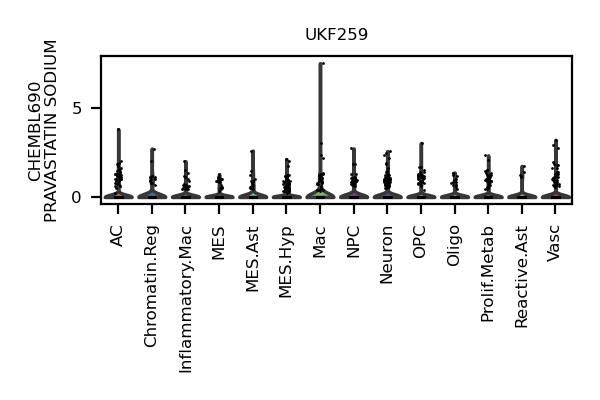 UKF259
CHEMBL690
PRAVASTATIN SODIUM
5
0
AC
Chromatin.Reg
Inflammatory.Mac
MES
MES.Ast
MES.Hyp
Mac
NPC
Neuron
OPC
Oligo
Prolif.Metab
Reactive.Ast
Vasc